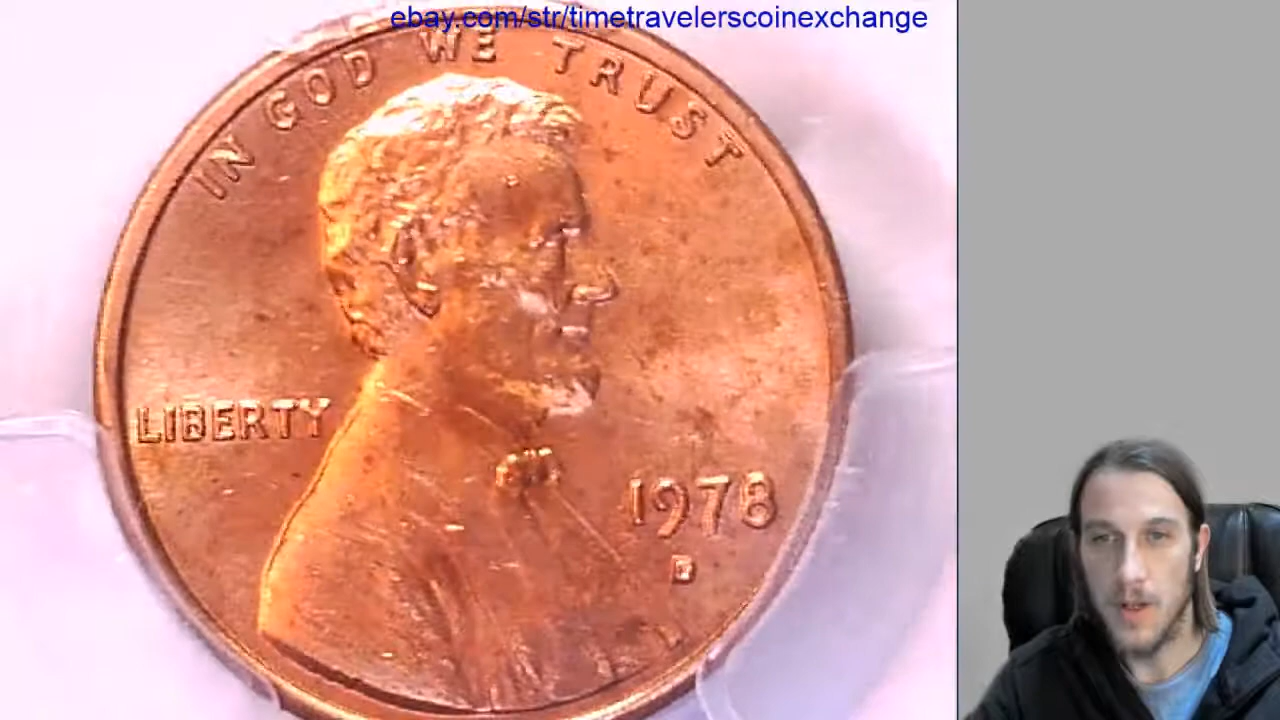 ebay.com/str/timetravelerscoinexchange
IN GOD WE TRUST
LIBERTY
1978
D